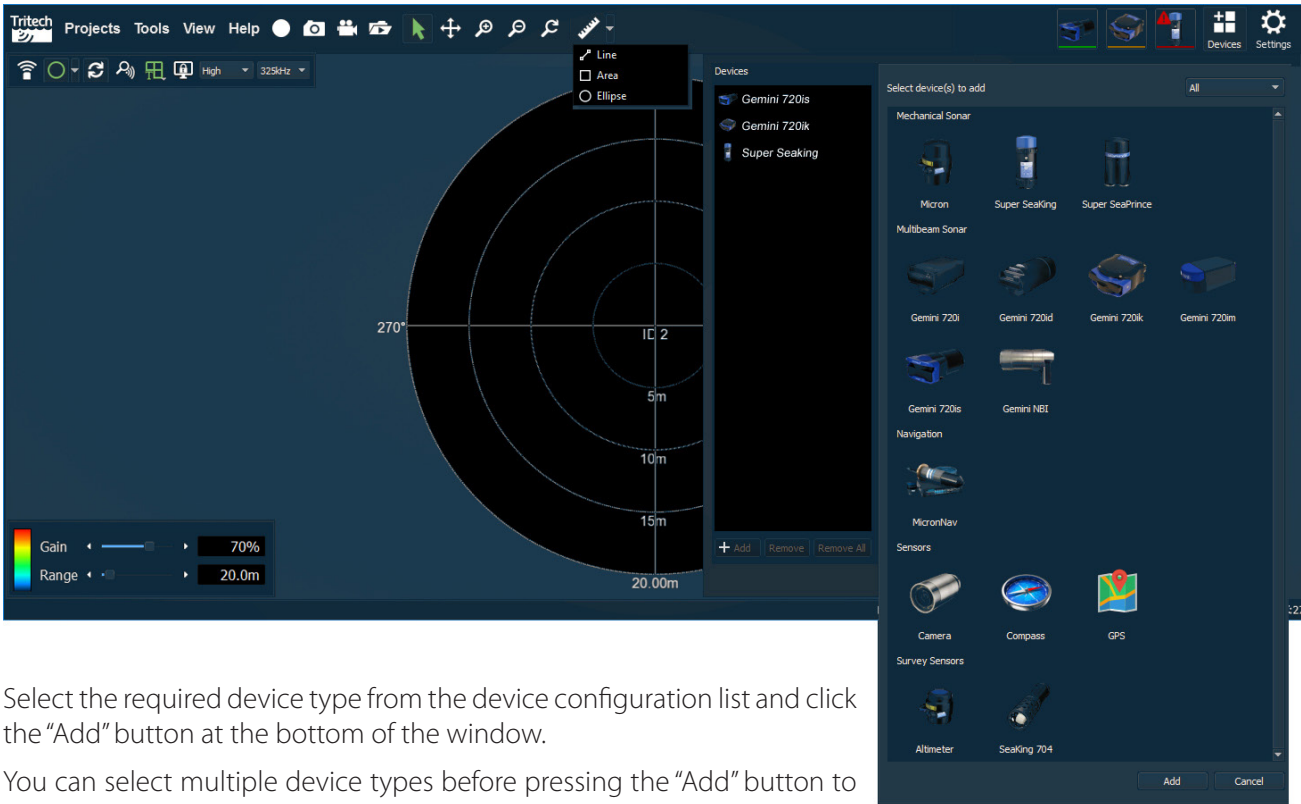 Tritech
Projects Tools View Help
Devices
Settings
High
325kHz
Line
Area
Ellipse
Devices
Gemini 720is
Gemini 720ik
Super Seaking
270°
ID 2
5m
10m
15m
20.00m
Gain 70%
Range 20.0m
Add Remove Remove All
Select device(s) to add
All
Mechanical Sonar
Micron Super SeaKing Super SeaPrince
Multibeam Sonar
Gemini 720i Gemini 720id Gemini 720ik Gemini 720im
Gemini 720is Gemini NBI
Navigation
MicronNav
Sensors
Camera Compass GPS
Survey Sensors
Altimeter SeaKing 704
Add Cancel
Select the required device type from the device configuration list and click
the “Add” button at the bottom of the window.
You can select multiple device types before pressing the “Add” button to